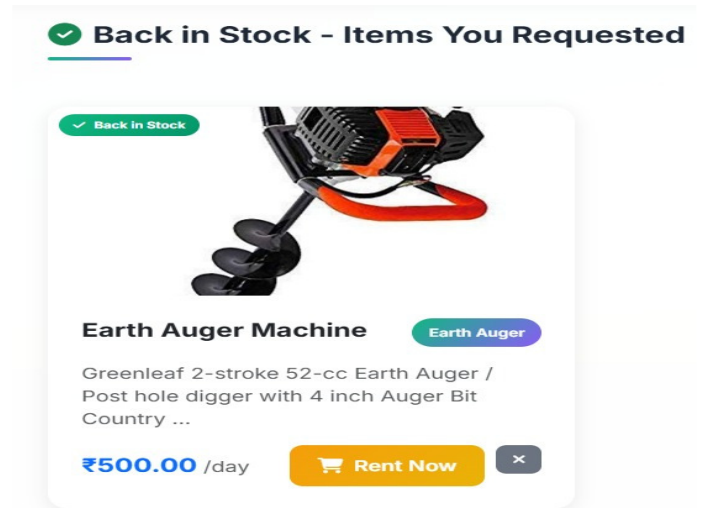 Back in Stock - Items You Requested
Back in Stock
Earth Auger Machine
Earth Auger
Greenleaf 2-stroke 52-cc Earth Auger /
Post hole digger with 4 inch Auger Bit
Country ...
₹500.00 /day
Rent Now
×